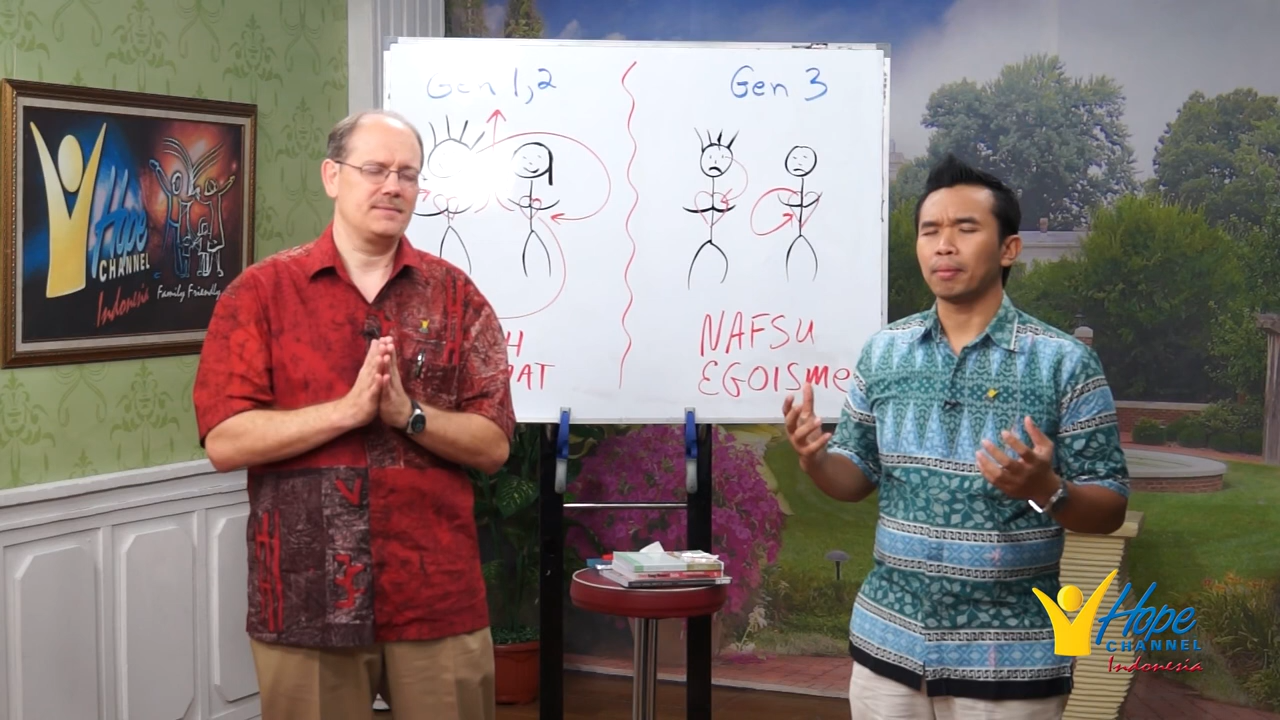 Gen 1,2
Gen 3
Hope
CHANNEL
Indonesia
Family Friendly
NAFSU
EGOISme
Hope
CHANNEL
Indonesia